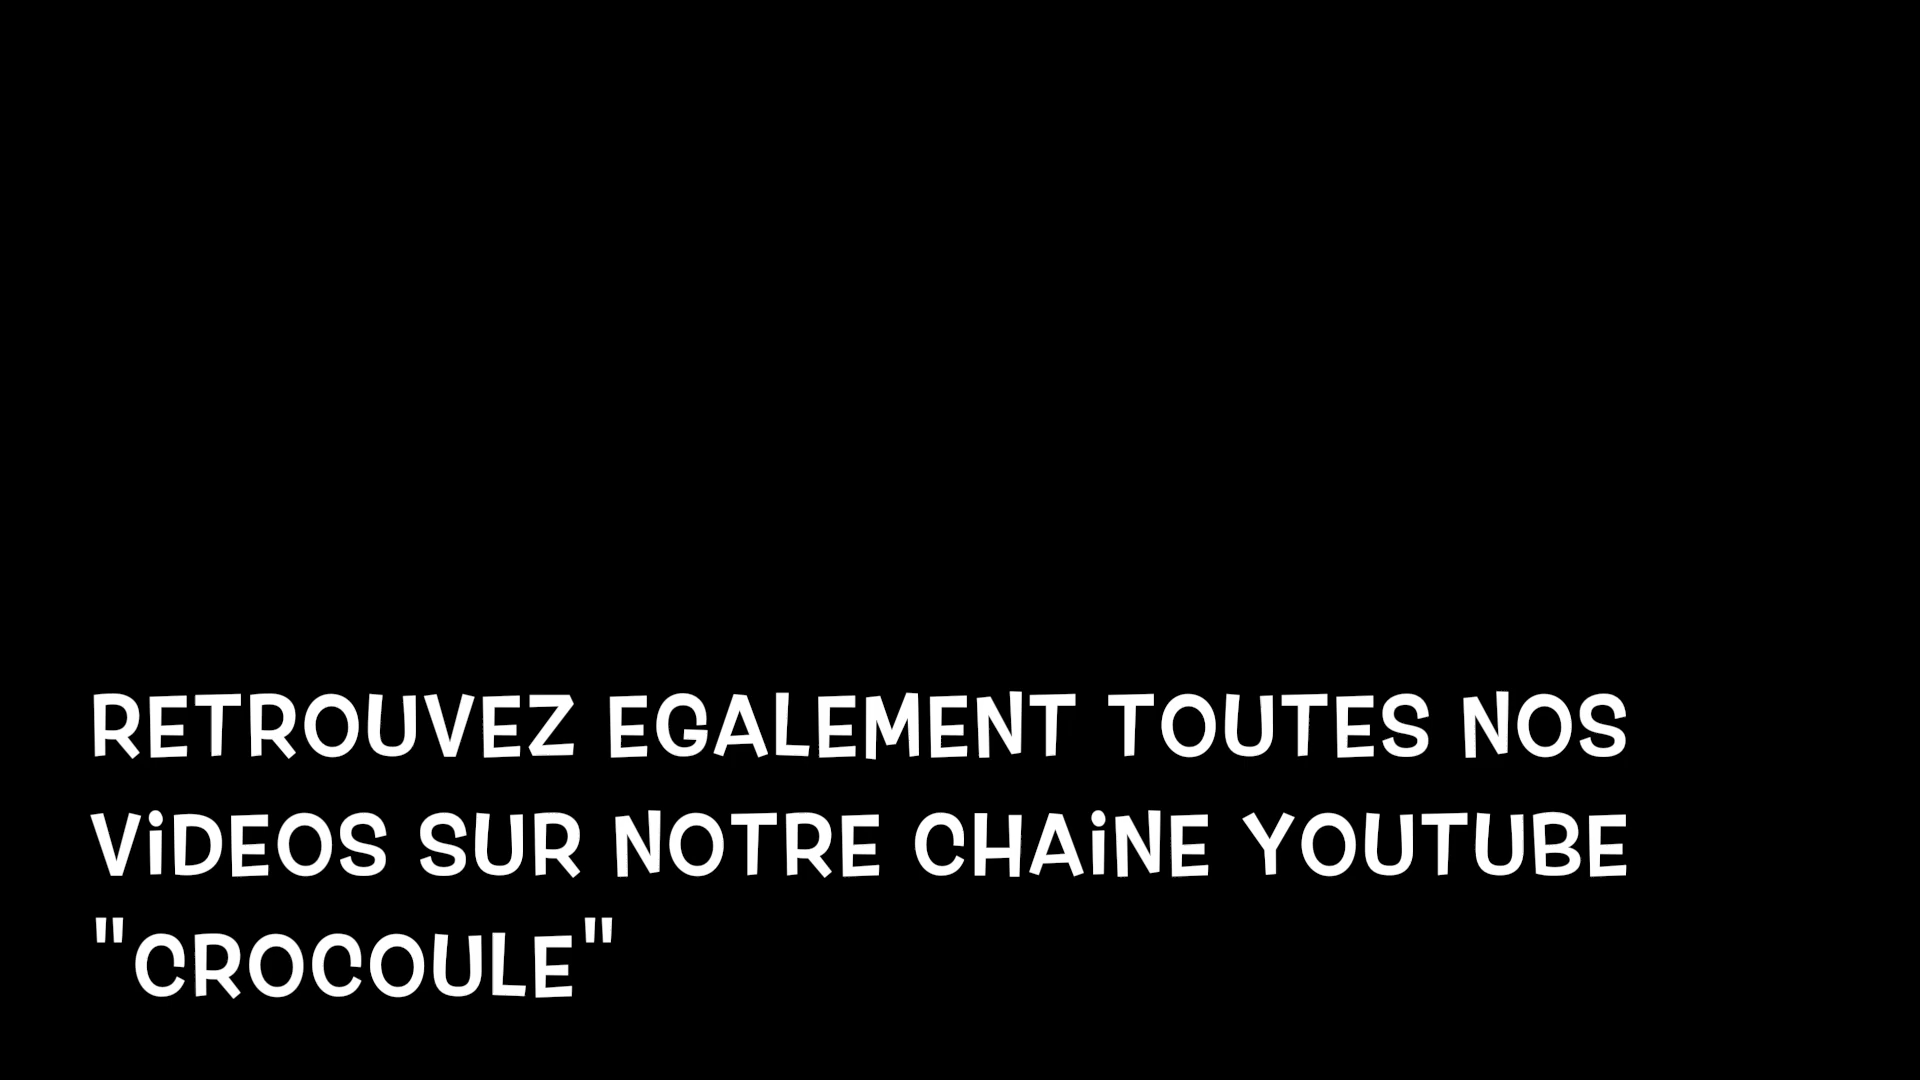 RETROUVEZ EGALEMENT TOUTES NOS
ViDEOS SUR NOTRE CHAiNE YOUTUBE
"CROCOULE"